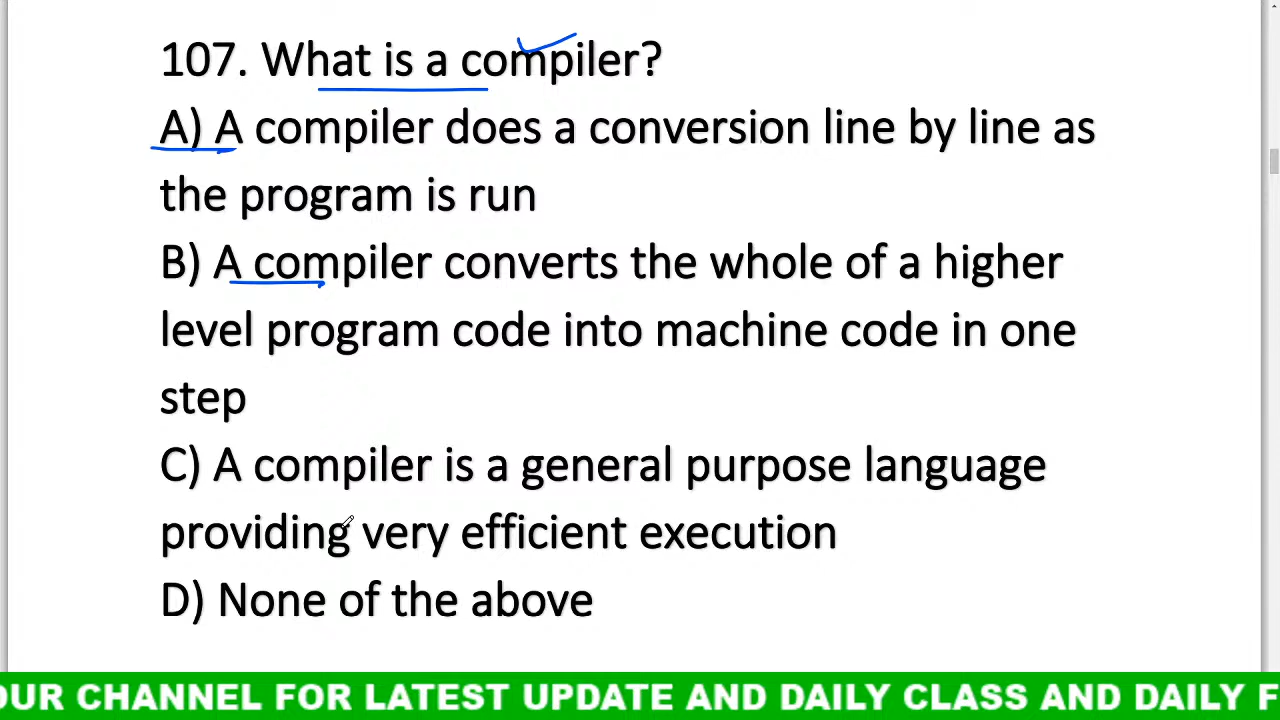 107. What is a compiler?
A) A compiler does a conversion line by line as
the program is run
B) A compiler converts the whole of a higher
level program code into machine code in one
step
C) A compiler is a general purpose language
providing very efficient execution
D) None of the above
OUR CHANNEL FOR LATEST UPDATE AND DAILY CLASS AND DAILY F